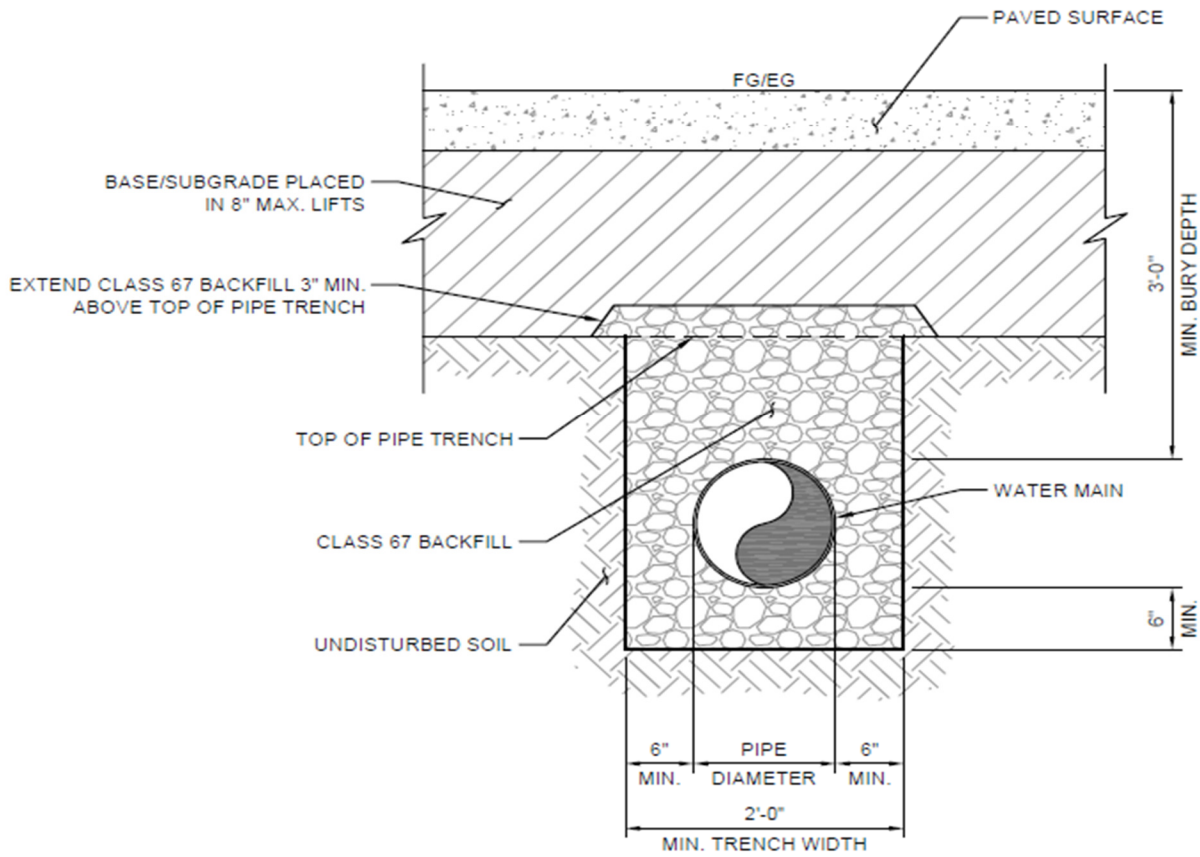 PAVED SURFACE
FG/EG
BASE/SUBGRADE PLACED
IN 8" MAX. LIFTS
EXTEND CLASS 67 BACKFILL 3" MIN.
ABOVE TOP OF PIPE TRENCH
3'-0"
MIN. BURY DEPTH
TOP OF PIPE TRENCH
WATER MAIN
CLASS 67 BACKFILL
6"
MIN.
UNDISTURBED SOIL
6"
MIN.
PIPE
DIAMETER
6"
MIN.
2'-0"
MIN. TRENCH WIDTH